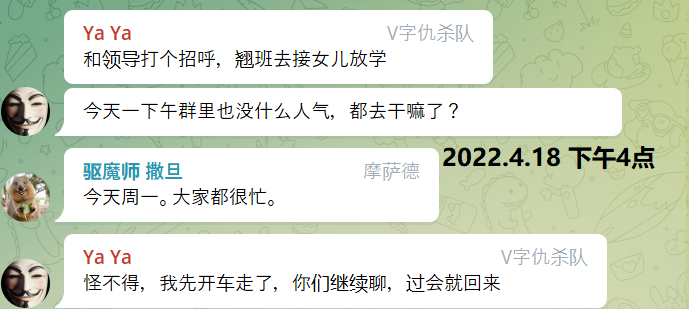 Ya Ya V字仇杀队
和领导打个招呼，翘班去接女儿放学
今天一下午群里也没什么人气，都去干嘛了？
2022.4.18 下午4点
驱魔师 撒旦 摩萨德
今天周一。大家都很忙。
Ya Ya V字仇杀队
怪不得，我先开车走了，你们继续聊，过会就回来